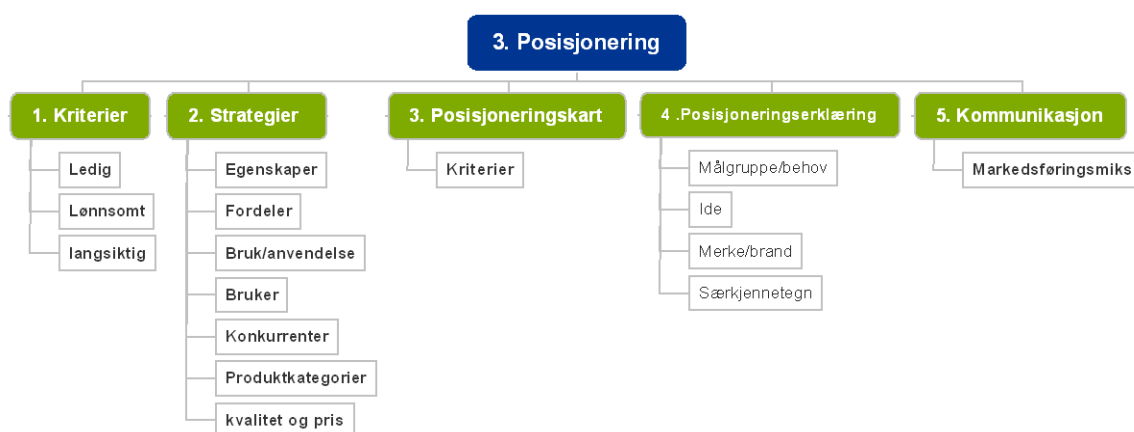 3. Posisjonering
1. Kriterier
Ledig
Lønnsomt
langsiktig
2. Strategier
Egenskaper
Fordeler
Bruk/anvendelse
Bruker
Konkurrenter
Produktkategorier
kvalitet og pris
3. Posisjoneringskart
Kriterier
4 .Posisjoneringserklæring
Målgruppe/behov
Ide
Merke/brand
Særkjennetegn
5. Kommunikasjon
Markedsføringsmiks